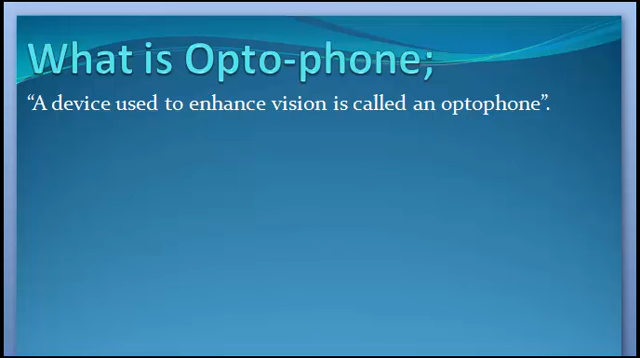 What is Opto-phone;
“A device used to enhance vision is called an optophone”.